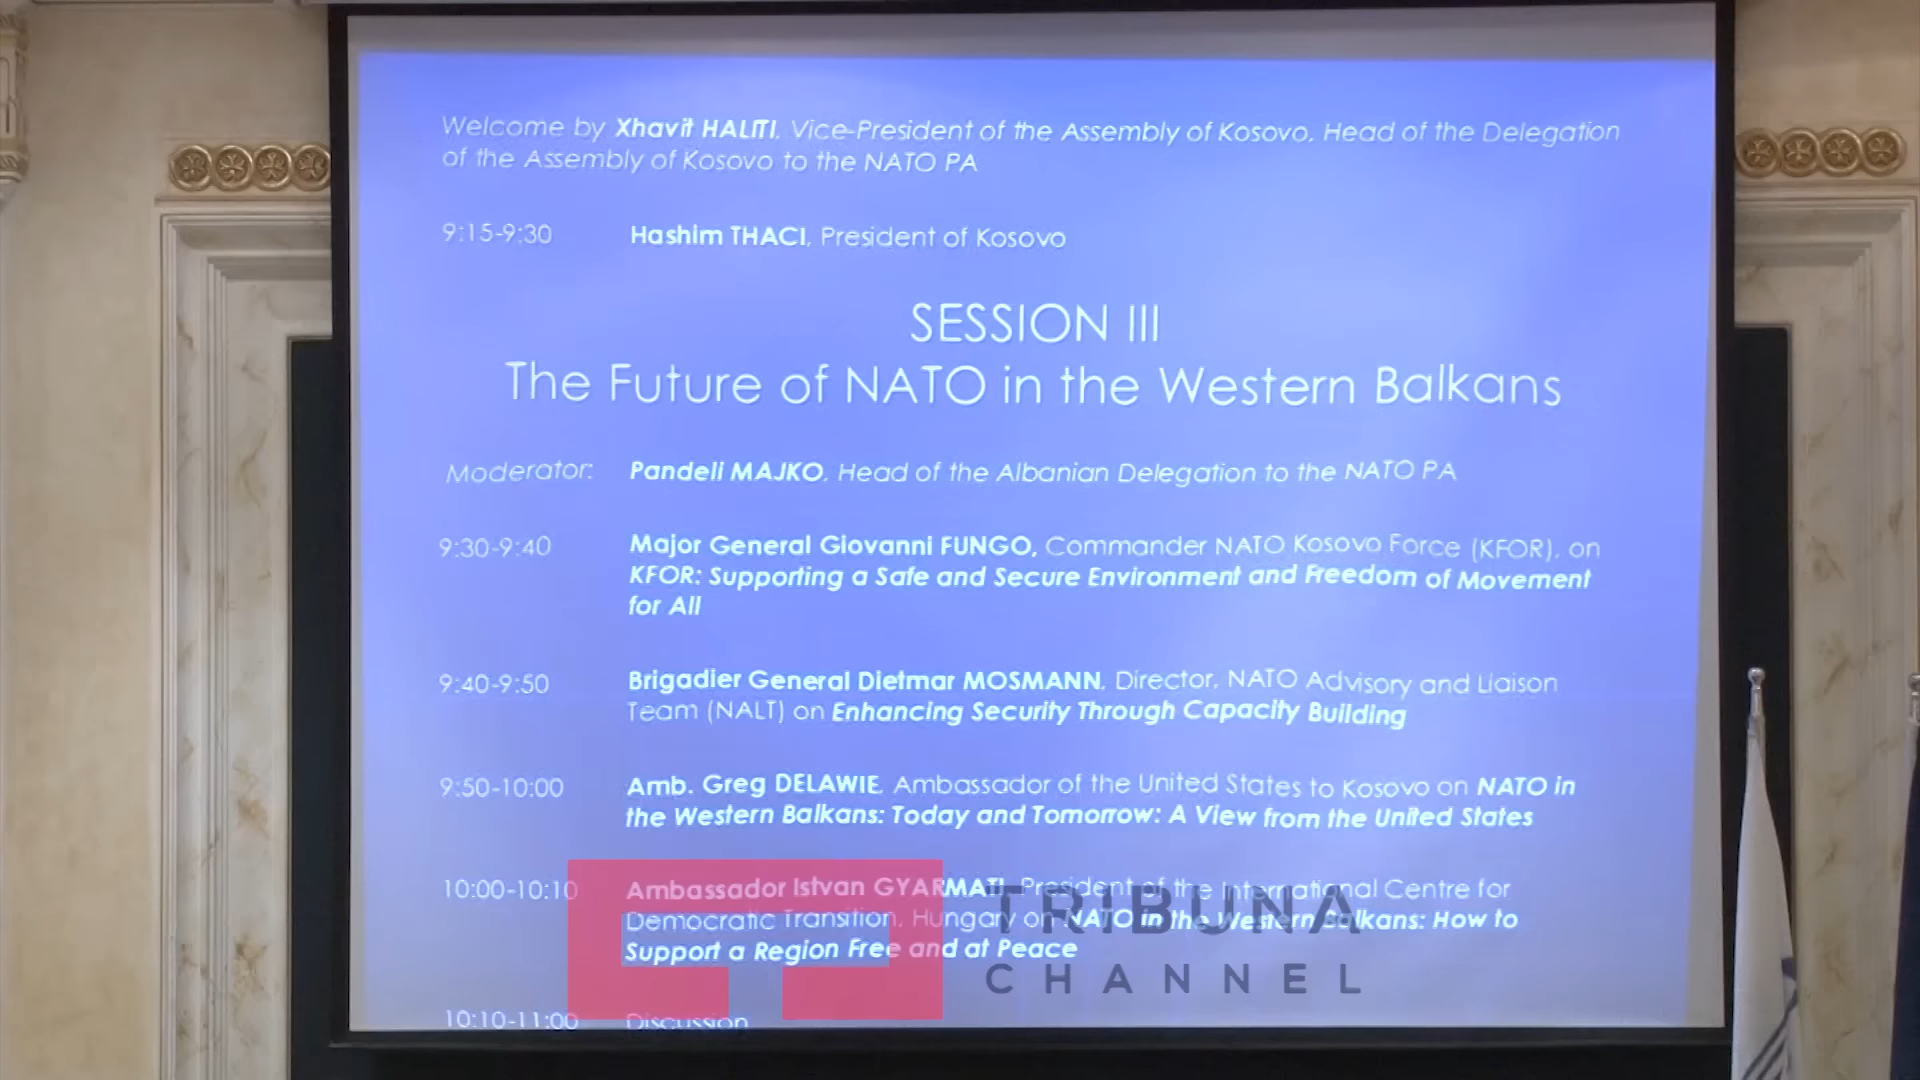 Welcome by Xhavit HALITI, Vice-President of the Assembly of Kosovo, Head of the Delegation
of the Assembly of Kosovo to the NATO PA
9:15-9:30 Hashim THACI, President of Kosovo
SESSION III
The Future of NATO in the Western Balkans
Moderator: Pandeli MAJKO, Head of the Albanian Delegation to the NATO PA
9:30-9:40 Major General Giovanni FUNGO, Commander NATO Kosovo Force (KFOR), on
KFOR: Supporting a Safe and Secure Environment and Freedom of Movement
for All
9:40-9:50 Brigadier General Dietmar MOSMANN, Director, NATO Advisory and Liaison
Team (NALT) on Enhancing Security Through Capacity Building
9:50-10:00 Amb. Greg DELAWIE, Ambassador of the United States to Kosovo on NATO in
the Western Balkans: Today and Tomorrow: A View from the United States
10:00-10:10 Ambassador Istvan GYARMATI, President of the International Centre for
Democratic Transition, Hungary on NATO in the Western Balkans: How to
Support a Region Free and at Peace
10:10-11:00 Discussion
TRIBUNA
CHANNEL